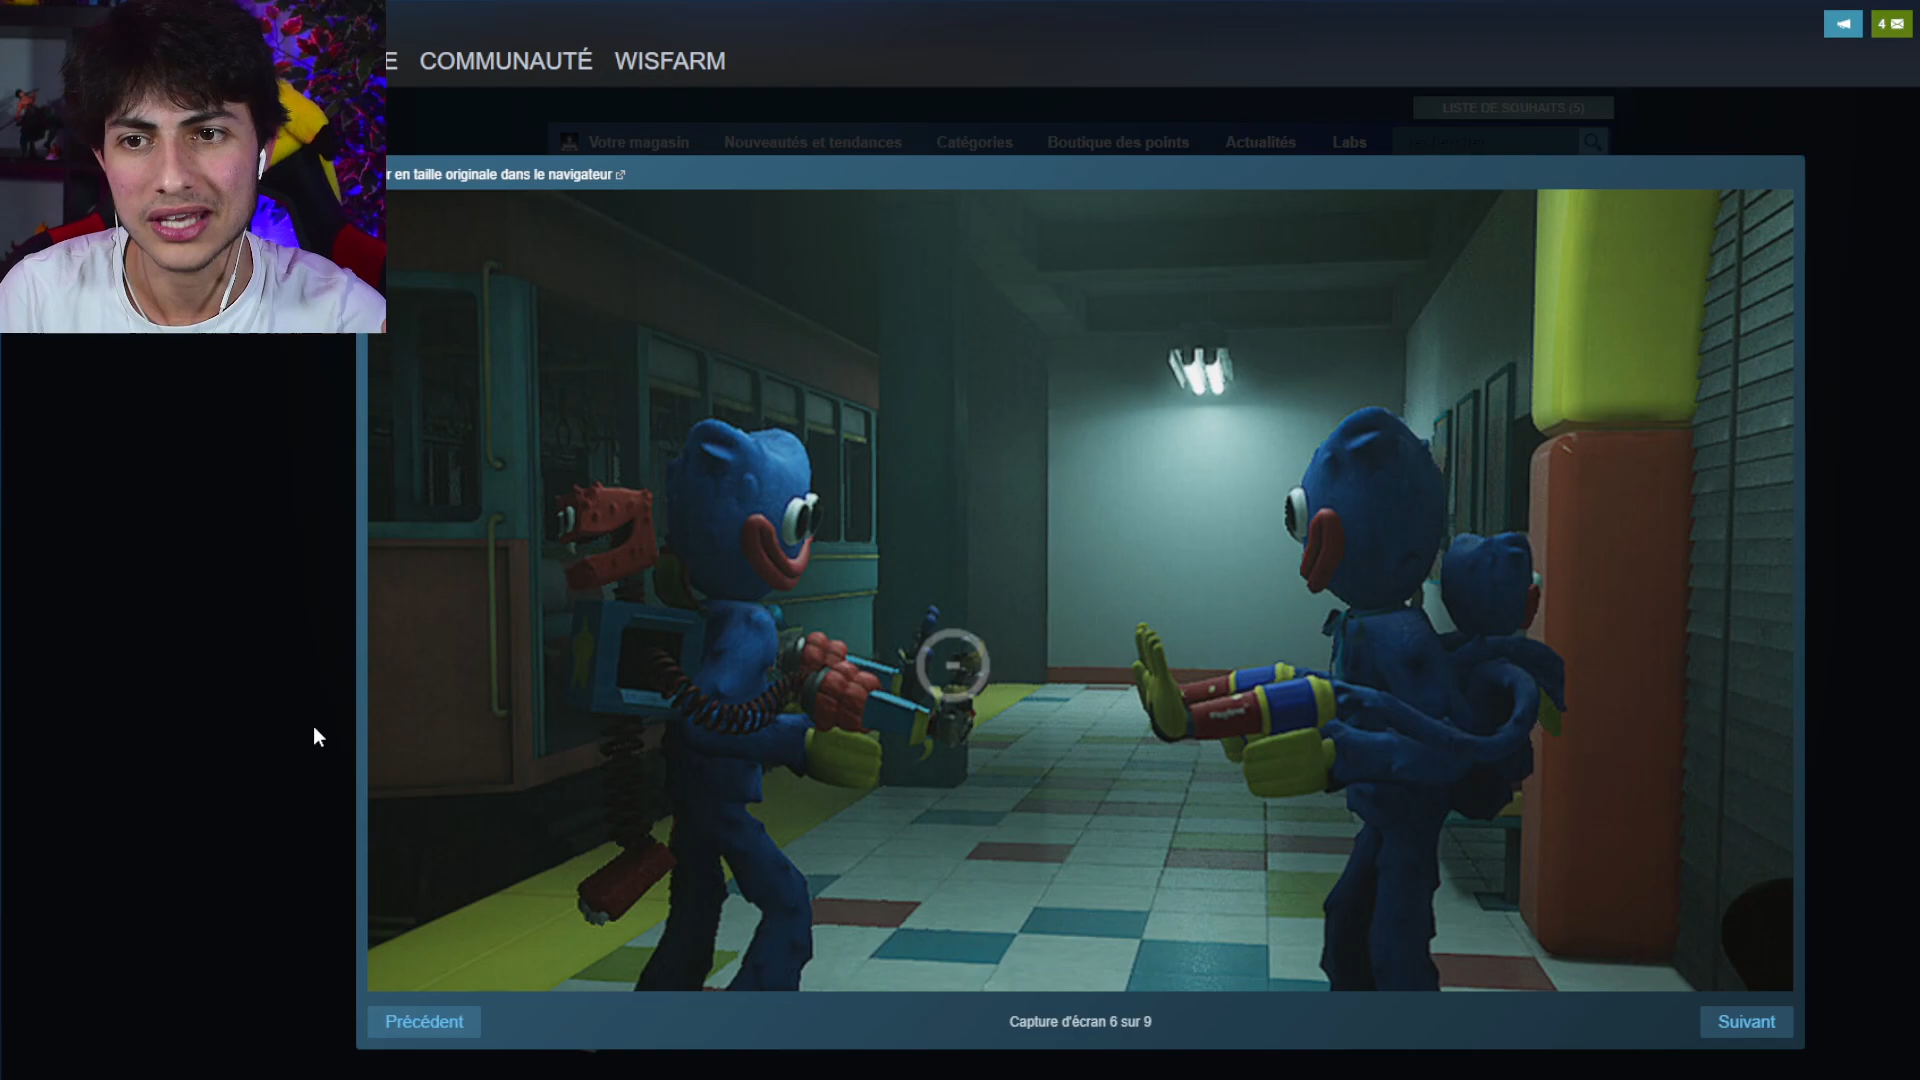 4
E COMMUNAUTÉ WISFARM
LISTE DE SOUHAITS (5)
Votre magasin Nouveautés et tendances Catégories Boutique des points Actualités Labs
r en taille originale dans le navigateur
Précédent Capture d'écran 6 sur 9 Suivant